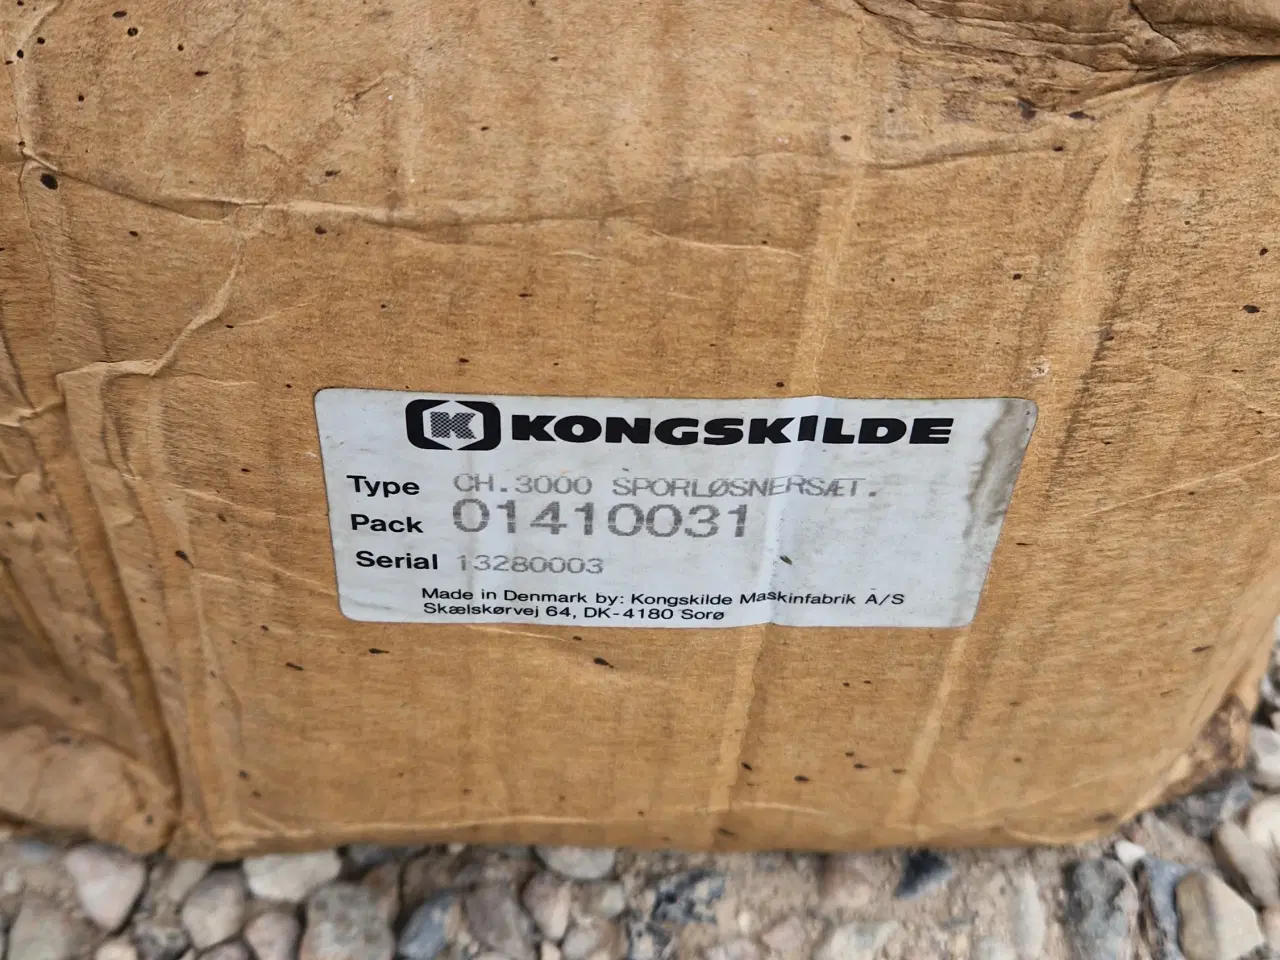 K KONGSKILDE
Type CH.3000 SPORLØSNERSÆT.
Pack 01410031
Serial 13280003
Made in Denmark by: Kongskilde Maskinfabrik A/S
Skælskørvej 64, DK-4180 Sorø